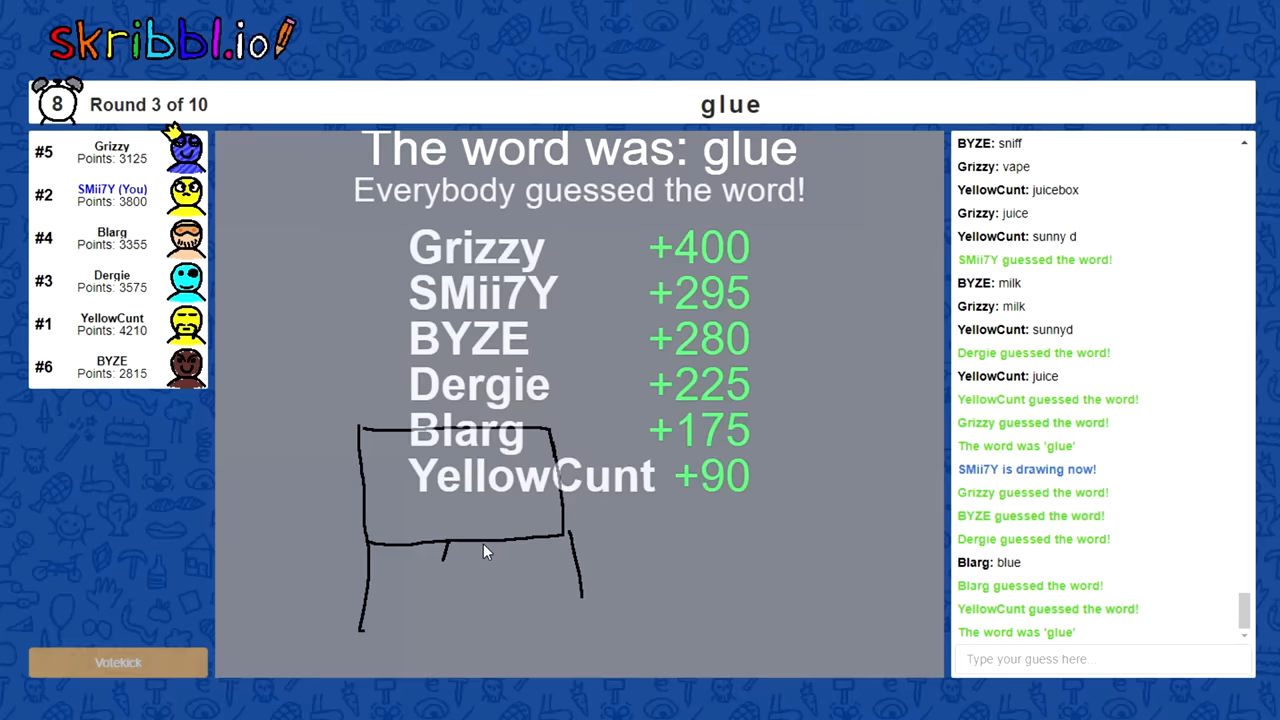 skribbl.io
8
Round 3 of 10
glue
#5
Grizzy
Points: 3125
#2
SMii7Y (You)
Points: 3800
#4
Blarg
Points: 3355
#3
Dergie
Points: 3575
#1
YellowCunt
Points: 4210
#6
BYZE
Points: 2815
Votekick
The word was: glue
Everybody guessed the word!
Grizzy +400
SMii7Y +295
BYZE +280
Dergie +225
Blarg +175
YellowCunt +90
BYZE: sniff
Grizzy: vape
YellowCunt: juicebox
Grizzy: juice
YellowCunt: sunny d
SMii7Y guessed the word!
BYZE: milk
Grizzy: milk
YellowCunt: sunnyd
Dergie guessed the word!
YellowCunt: juice
YellowCunt guessed the word!
Grizzy guessed the word!
The word was 'glue'
SMii7Y is drawing now!
Grizzy guessed the word!
BYZE guessed the word!
Dergie guessed the word!
Blarg: blue
Blarg guessed the word!
YellowCunt guessed the word!
The word was 'glue'
Type your guess here...